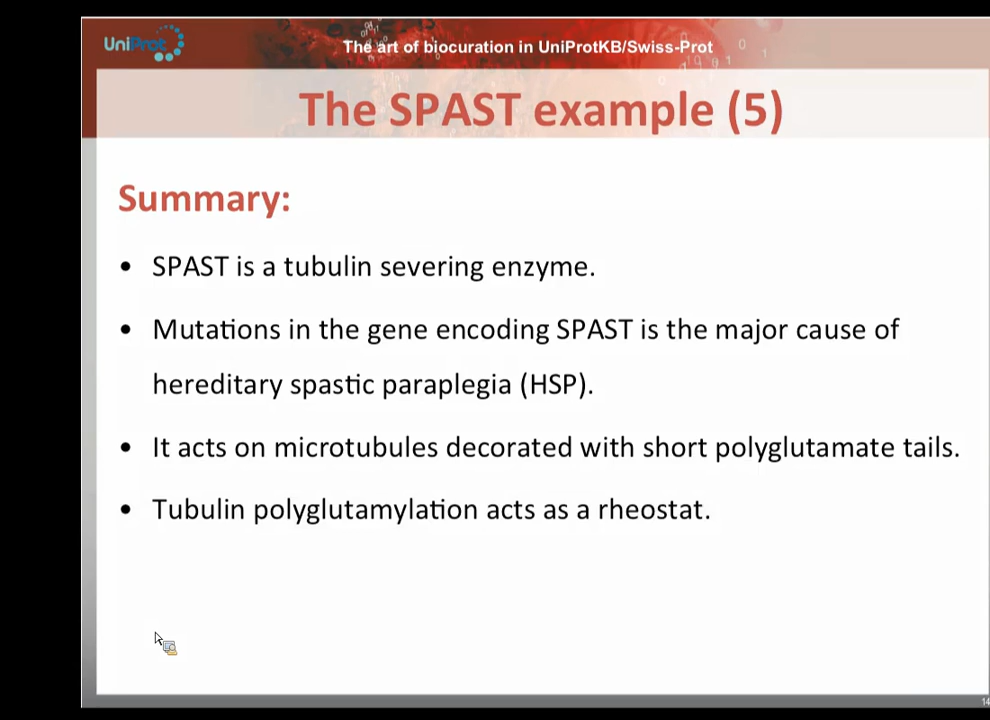 UniProt
The art of biocuration in UniProtKB/Swiss-Prot
The SPAST example (5)
Summary:
• SPAST is a tubulin severing enzyme.
• Mutations in the gene encoding SPAST is the major cause of
hereditary spastic paraplegia (HSP).
• It acts on microtubules decorated with short polyglutamate tails.
• Tubulin polyglutamylation acts as a rheostat.